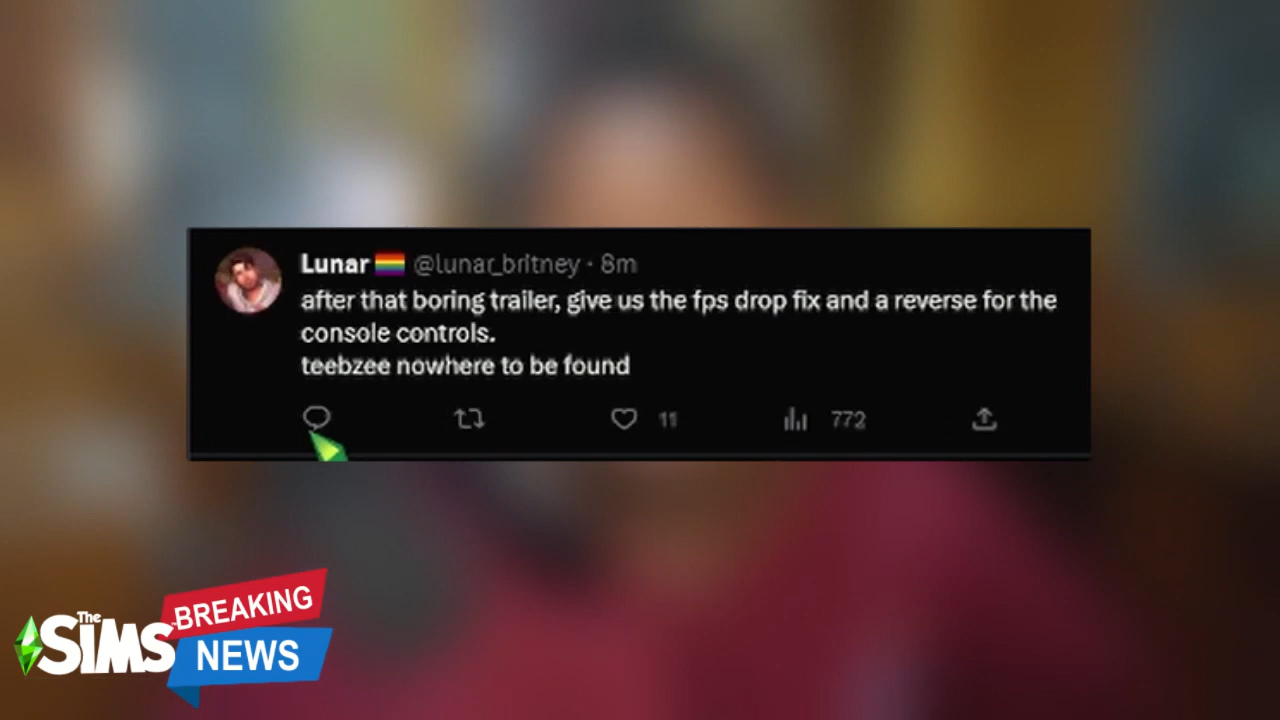 Lunar 🏳️‍🌈 @lunar_britney · 8m
after that boring trailer, give us the fps drop fix and a reverse for the
console controls.
teebzee nowhere to be found
11 772
The SiMS
BREAKING
NEWS